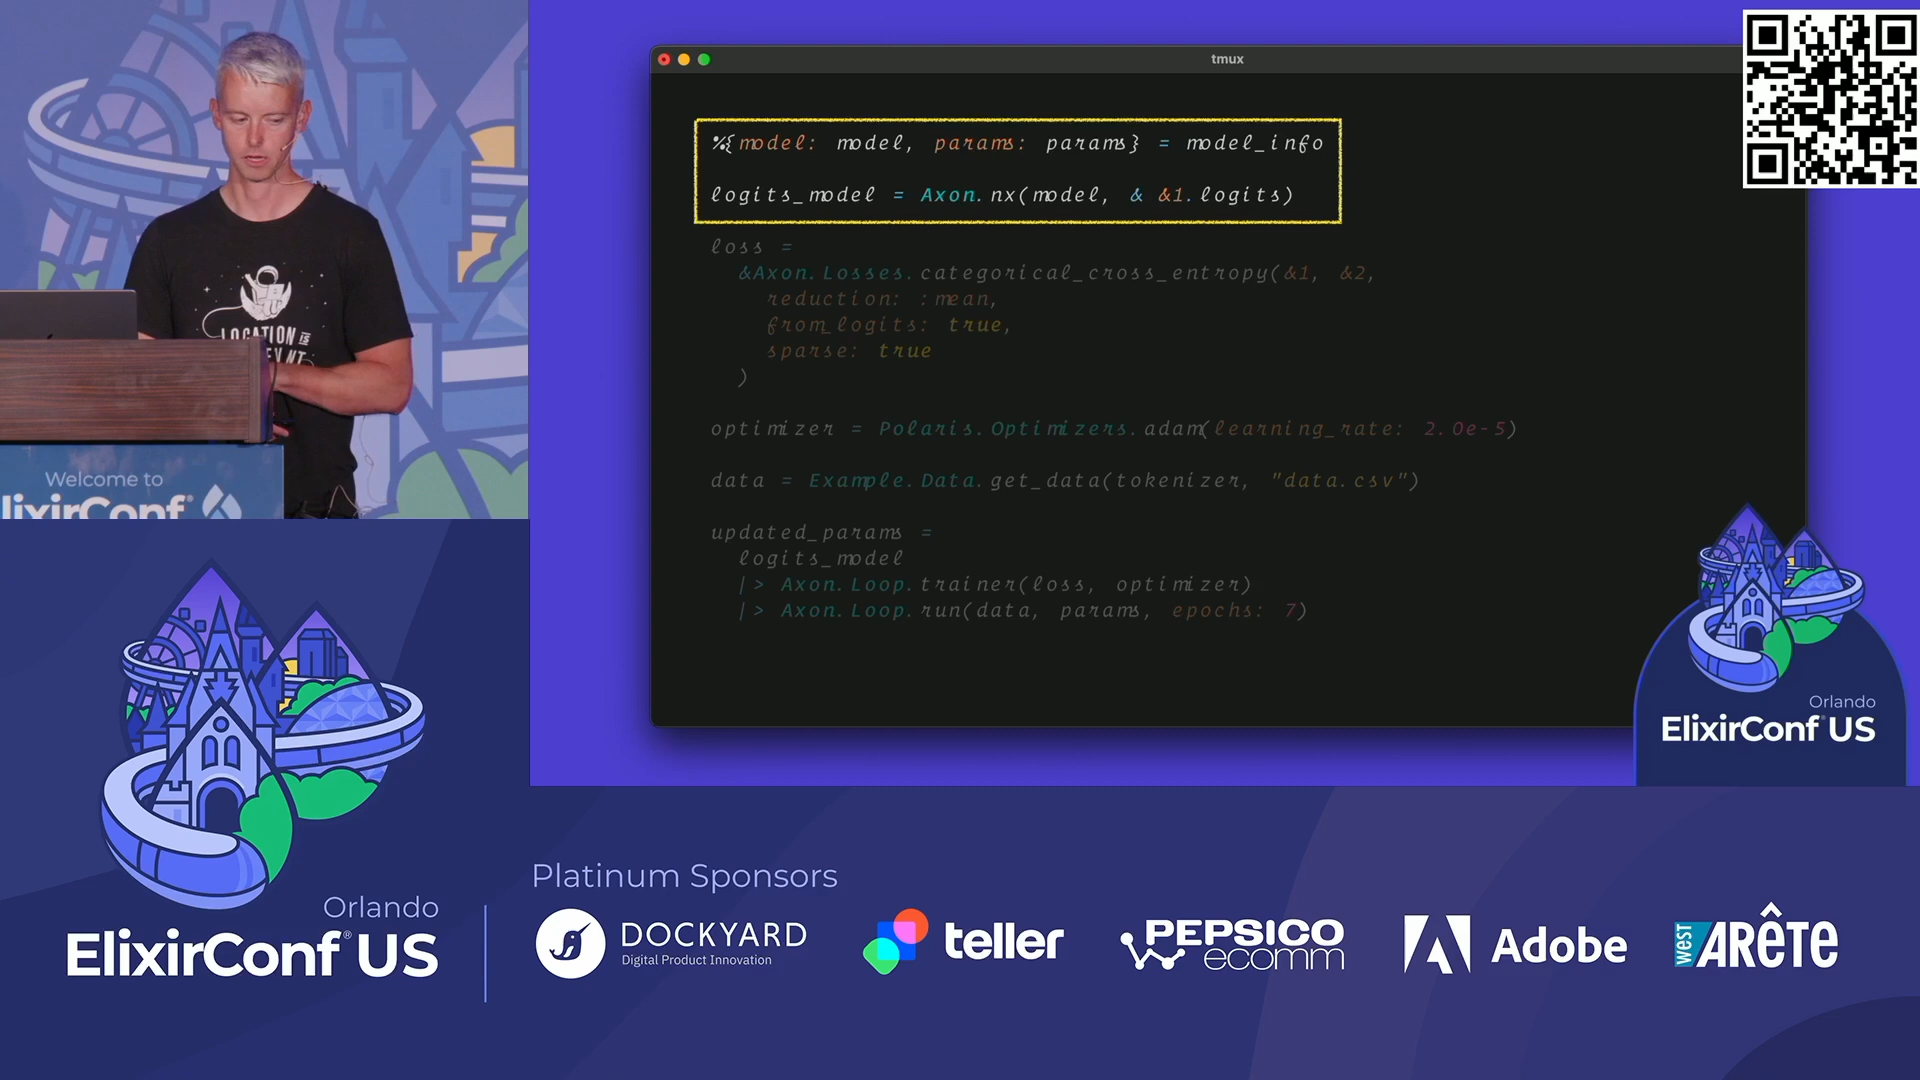 tmux
%{model: model, params: params} = model_info
logits_model = Axon.nx(model, & &1.logits)
loss =
&Axon.Losses.categorical_cross_entropy(&1, &2,
reduction: :mean,
from_logits: true,
sparse: true
)
optimizer = Polaris.Optimizers.adam(learning_rate: 2.0e-5)
data = Example.Data.get_data(tokenizer, "data.csv")
updated_params =
logits_model
|> Axon.Loop.trainer(loss, optimizer)
|> Axon.Loop.run(data, params, epochs: 7)
LOCATION IS
Welcome to
lixirConf®
Orlando
ElixirConf® US
Orlando
ElixirConf® US
Platinum Sponsors
DOCKYARD
Digital Product Innovation
teller
PEPSICO
ecomm
Adobe
west ARÊTE